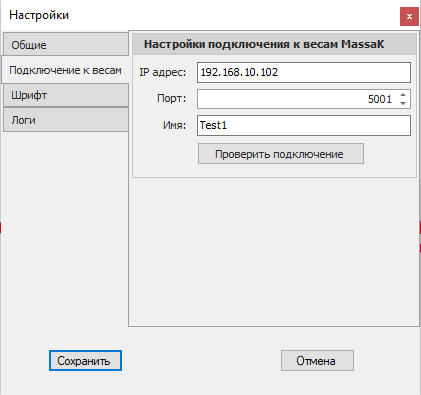 Настройки
x
Общие
Подключение к весам
Шрифт
Логи
Настройки подключения к весам MassaK
IP адрес: 192.168.10.102
Порт: 5001
Имя: Test1
Проверить подключение
Сохранить
Отмена